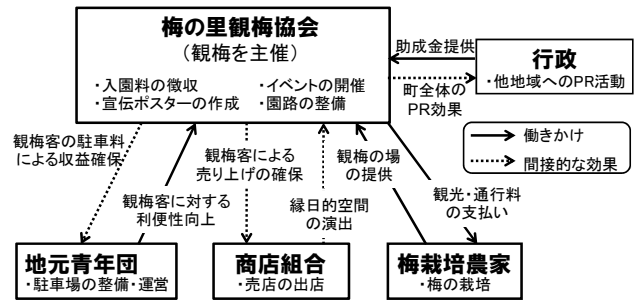 梅の里観梅協会
（観梅を主催）
・入園料の徴収
・イベントの開催
・宣伝ポスターの作成
・園路の整備
助成金提供
町全体の
PR効果
行政
・他地域へのPR活動
働きかけ
間接的な効果
観梅客の駐車料
による収益確保
観梅客に対する
利便性向上
観梅客による
売り上げの確保
縁日的空間
の演出
観梅の場
の提供
観光・通行料
の支払い
地元青年団
・駐車場の整備・運営
商店組合
・売店の出店
梅栽培農家
・梅の栽培